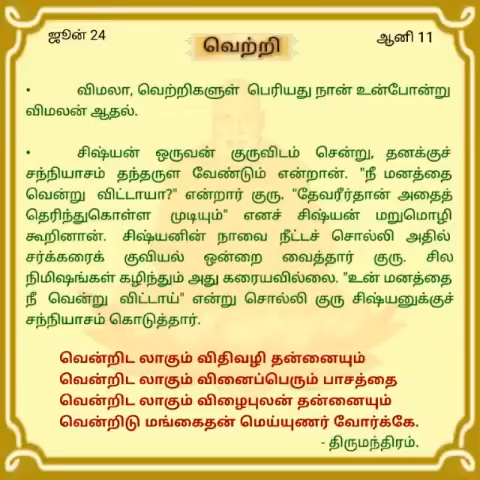 ஜூன் 24
வெற்றி
ஆனி 11
• விமலா, வெற்றிகளுள் பெரியது நான் உன்போன்று
விமலன் ஆதல்.
• சிஷ்யன் ஒருவன் குருவிடம் சென்று, தனக்குச்
சந்நியாசம் தந்தருள வேண்டும் என்றான். "நீ மனத்தை
வென்று விட்டாயா?" என்றார் குரு. "தேவரீர்தான் அதைத்
தெரிந்துகொள்ள முடியும்" எனச் சிஷ்யன் மறுமொழி
கூறினான். சிஷ்யனின் நாவை நீட்டச் சொல்லி அதில்
சர்க்கரைக் குவியல் ஒன்றை வைத்தார் குரு. சில
நிமிஷங்கள் கழிந்தும் அது கரையவில்லை. "உன் மனத்தை
நீ வென்று விட்டாய்" என்று சொல்லி குரு சிஷ்யனுக்குச்
சந்நியாசம் கொடுத்தார்.
வென்றிட லாகும் விதிவழி தன்னையும்
வென்றிட லாகும் வினைப்பெரும் பாசத்தை
வென்றிட லாகும் விழைபுலன் தன்னையும்
வென்றிடு மங்கைதன் மெய்யுணர் வோர்க்கே.
- திருமந்திரம்.